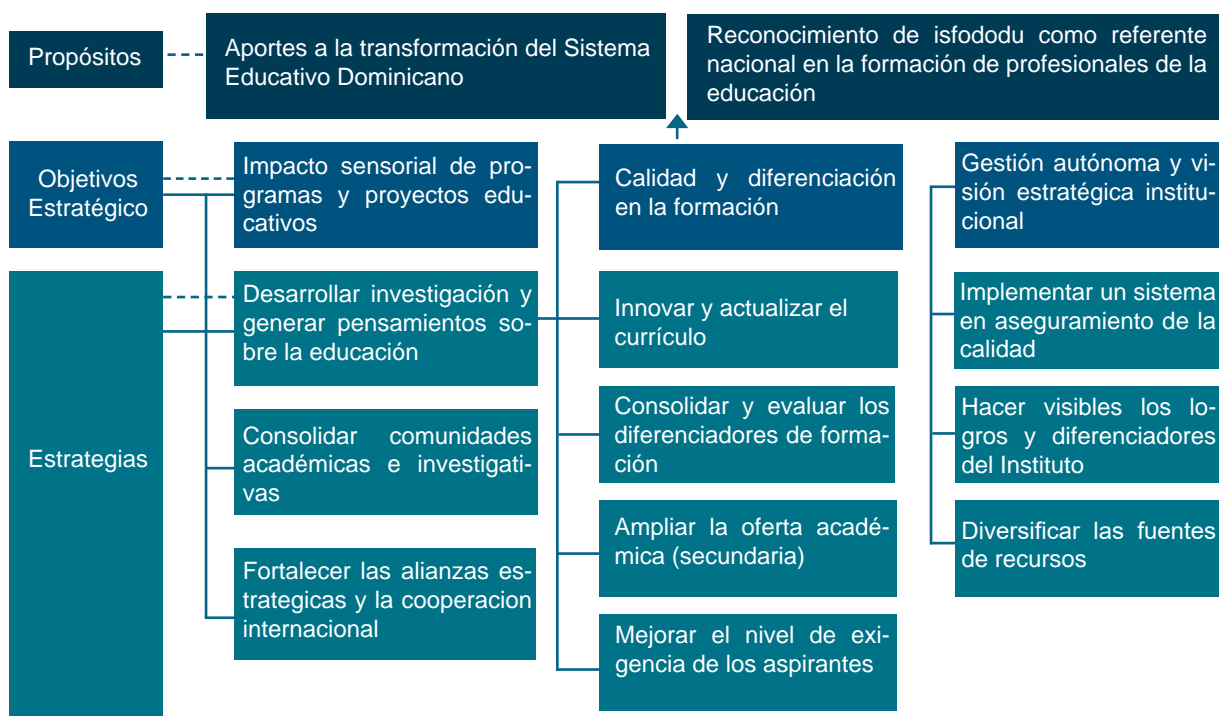 Propósitos
Aportes a la transformación del Sistema
Educativo Dominicano
Reconocimiento de isfododu como referente
nacional en la formación de profesionales de la
educación
Objetivos
Estratégico
Impacto sensorial de pro-
gramas y proyectos edu-
cativos
Calidad y diferenciación
en la formación
Gestión autónoma y vi
sión estratégica institu-
cional
Estrategias
Desarrollar investigación y
generar pensamientos so-
bre la educación
Consolidar comunidades
académicas e investigati-
vas
Fortalecer las alianzas es-
trategicas y la cooperacion
internacional
Innovar y actualizar el
currículo
Consolidar y evaluar los
diferenciadores de forma-
ción
Ampliar la oferta acadé-
mica (secundaria)
Mejorar el nivel de exi-
gencia de los aspirantes
Implementar un sistema
en aseguramiento de la
calidad
Hacer visibles los lo-
gros y diferenciadores
del Instituto
Diversificar las fuentes
de recursos